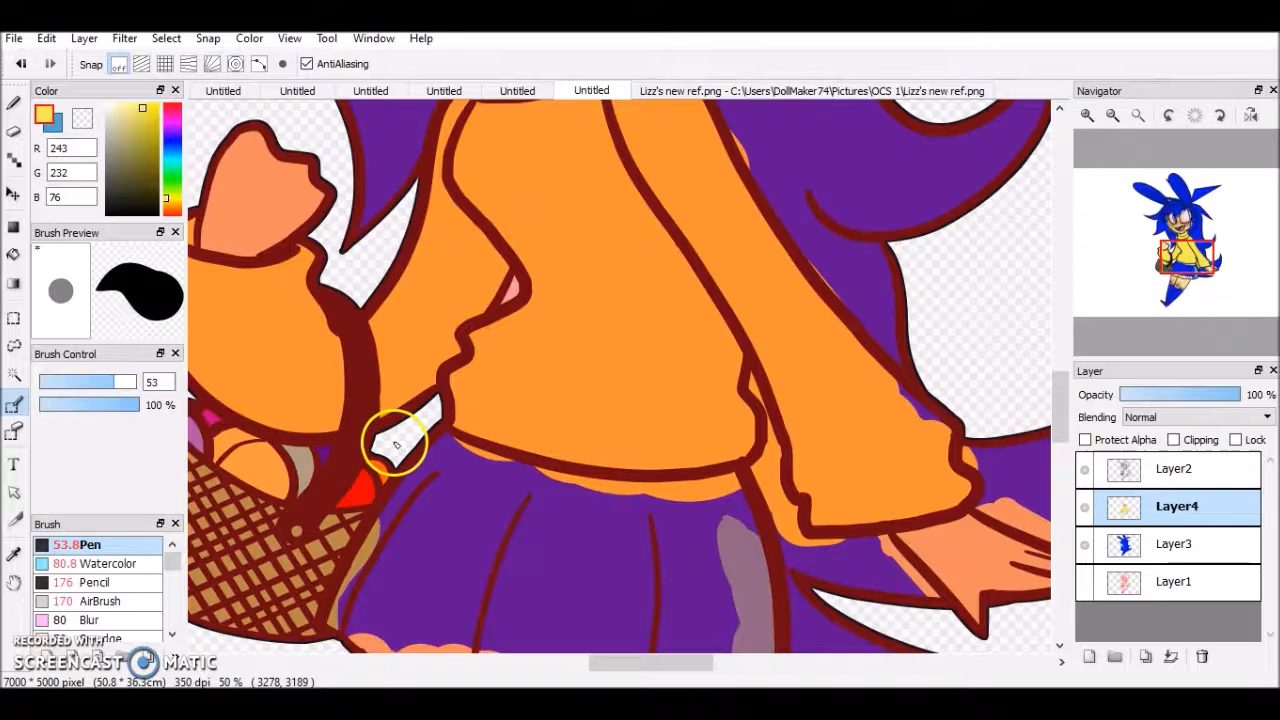 File Edit Layer Filter Select Snap Color View Tool Window Help
Snap off AntiAliasing
Color
Untitled Untitled Untitled Untitled Untitled Untitled Lizz's new ref.png - C:\Users\DollMaker74\Pictures\OCS 1\Lizz's new ref.png
Navigator
R 243
G 232
B 76
Brush Preview
*
Brush Control
53
100 %
Layer
Opacity 100 %
Blending Normal
Protect Alpha Clipping Lock
Layer2
Layer4
Layer3
Layer1
Brush
53.8 Pen
80.8 Watercolor
176 Pencil
170 AirBrush
80 Blur
RECORDED WITH
SCREENCAST MATIC
7000 * 5000 pixel (50.8 * 36.3cm) 350 dpi 50 % ( 3278, 3189 )